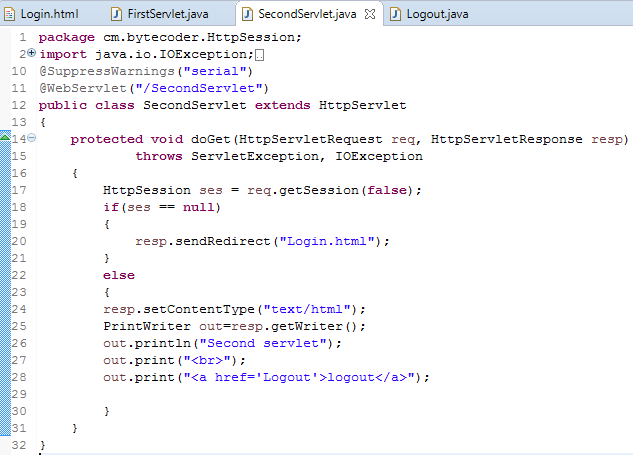 Login.html FirstServlet.java SecondServlet.java Logout.java
1 package cm.bytecoder.HttpSession;
2 import java.io.IOException;
10 @SuppressWarnings("serial")
11 @WebServlet("/SecondServlet")
12 public class SecondServlet extends HttpServlet
13 {
14 protected void doGet(HttpServletRequest req, HttpServletResponse resp)
15 throws ServletException, IOException
16 {
17 HttpSession ses = req.getSession(false);
18 if(ses == null)
19 {
20 resp.sendRedirect("Login.html");
21 }
22 else
23 {
24 resp.setContentType("text/html");
25 PrintWriter out=resp.getWriter();
26 out.println("Second servlet");
27 out.print("<br>");
28 out.print("<a href='Logout'>logout</a>");
29
30 }
31 }
32 }